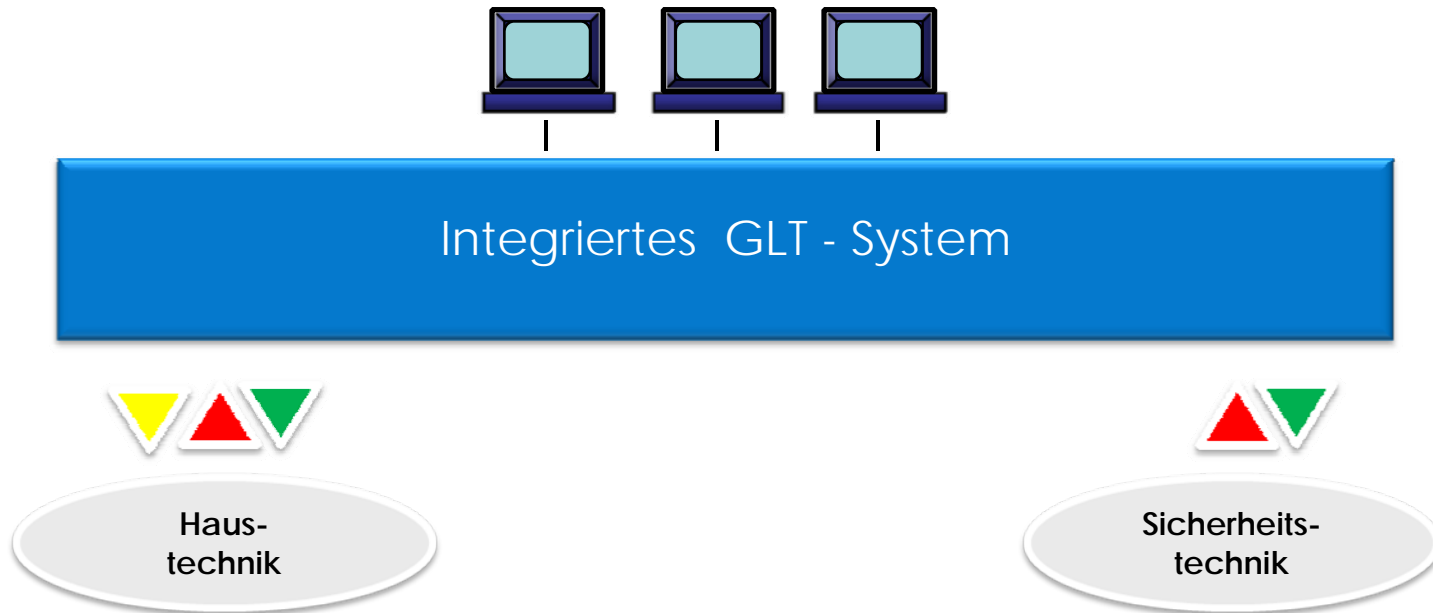 Integriertes GLT - System
Haus-
technik
Sicherheits-
technik